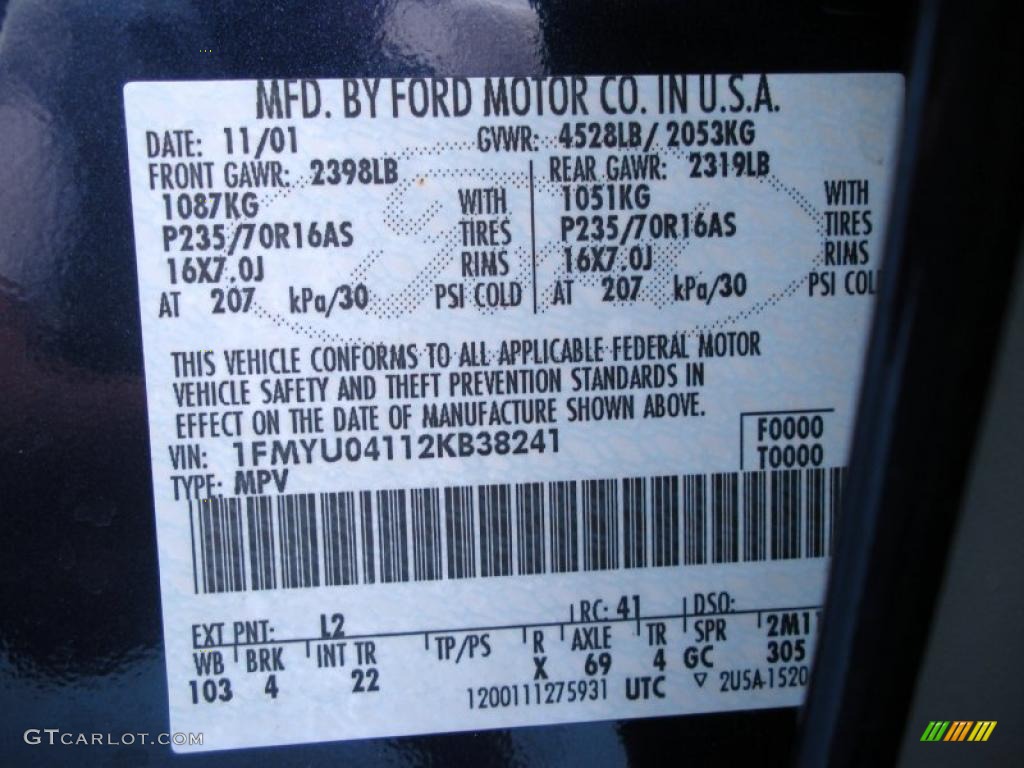 MFD. BY FORD MOTOR CO. IN U.S.A.
DATE: 11/01 GVWR: 4528LB/ 2053KG
FRONT GAWR: 2398LB REAR GAWR: 2319LB
1087KG WITH 1051KG WITH
P235/70R16AS TIRES P235/70R16AS TIRES
16X7.0J RIMS 16X7.0J RIMS
AT 207 kPa/30 PSI COLD AT 207 kPa/30 PSI COL
THIS VEHICLE CONFORMS TO ALL APPLICABLE FEDERAL MOTOR
VEHICLE SAFETY AND THEFT PREVENTION STANDARDS IN
EFFECT ON THE DATE OF MANUFACTURE SHOWN ABOVE.
VIN: 1FMYU04112KB38241 F0000
TYPE: MPV T0000
EXT PNT: L2 RC: 41 DSO:
WB BRK INT TR TP/PS R AXLE TR SPR 2M11
103 4 22 X 69 4 GC 305
1200111275931 UTC ▽ 2U5A-1520
GTCARLOT.COM